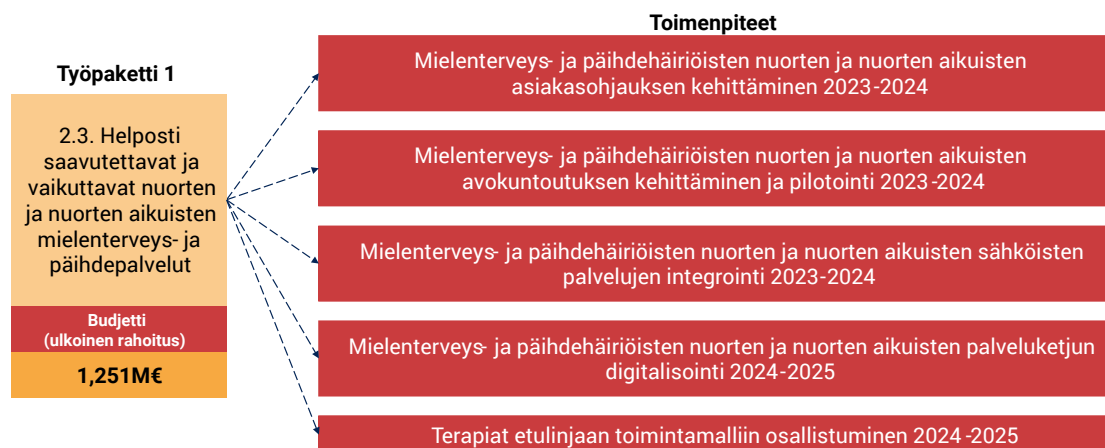 Toimenpiteet
Työpaketti 1
2.3. Helposti
saavutettavat ja
vaikuttavat nuorten
ja nuorten aikuisten
mielenterveys- ja
päihdepalvelut
Budjetti
(ulkoinen rahoitus)
1,251M€
Mielenterveys- ja päihdehäiriöisten nuorten ja nuorten aikuisten
asiakasohjauksen kehittäminen 2023-2024
Mielenterveys- ja päihdehäiriöisten nuorten ja nuorten aikuisten
avokuntoutuksen kehittäminen ja pilotointi 2023-2024
Mielenterveys- ja päihdehäiriöisten nuorten ja nuorten aikuisten sähköisten
palvelujen integrointi 2023-2024
Mielenterveys- ja päihdehäiriöisten nuorten ja nuorten aikuisten palveluketjun
digitalisointi 2024-2025
Terapiat etulinjaan toimintamalliin osallistuminen 2024-2025